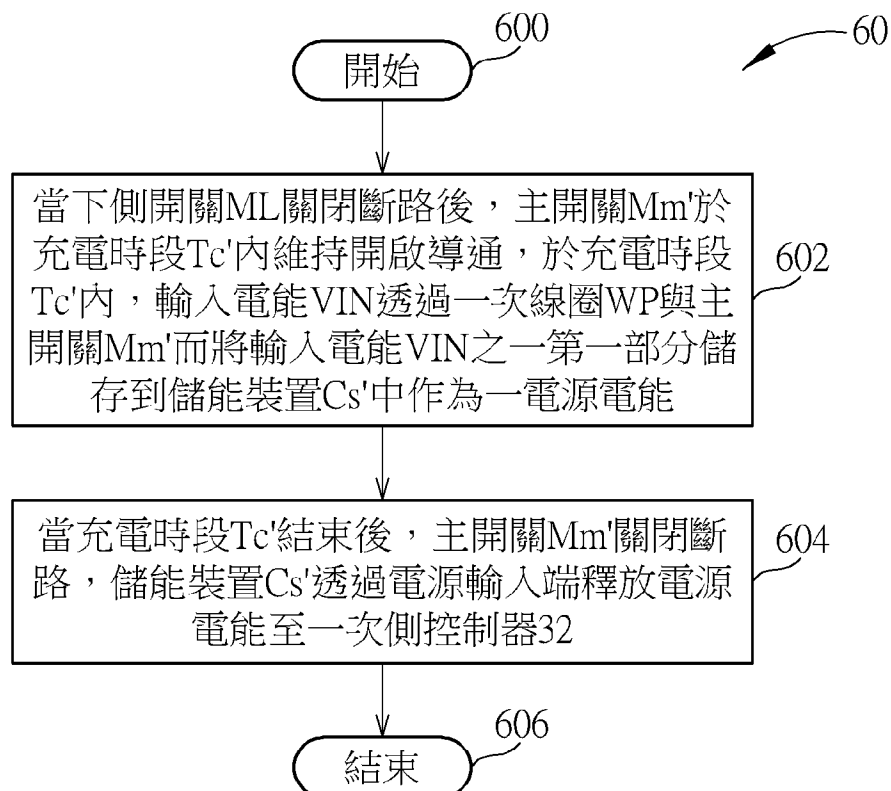 60
600
開始
當下側開關ML關閉斷路後，主開關Mm'於
充電時段Tc'內維持開啟導通，於充電時段
Tc'內，輸入電能VIN透過一次線圈WP與主
開關Mm'而將輸入電能VIN之一第一部分儲
存到儲能裝置Cs'中作為一電源電能
602
當充電時段Tc'結束後，主開關Mm'關閉斷
路，儲能裝置Cs'透過電源輸入端釋放電源
電能至一次側控制器32
604
606
結束